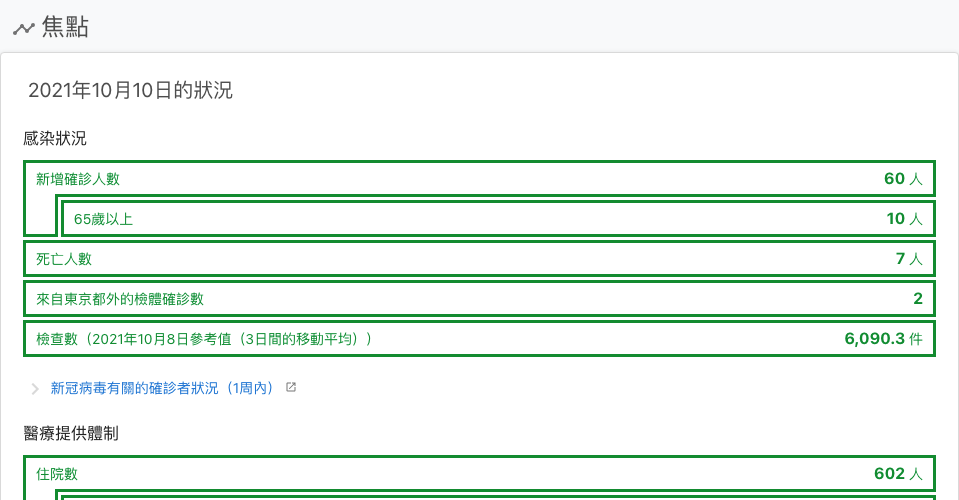 焦點
2021年10月10日的狀況
感染狀況
新增確診人數 60 人
65歲以上 10 人
死亡人數 7 人
來自東京都外的檢體確診數 2
檢查數（2021年10月8日參考值（3日間的移動平均）） 6,090.3 件
新冠病毒有關的確診者狀況（1周內）
醫療提供體制
住院數 602 人